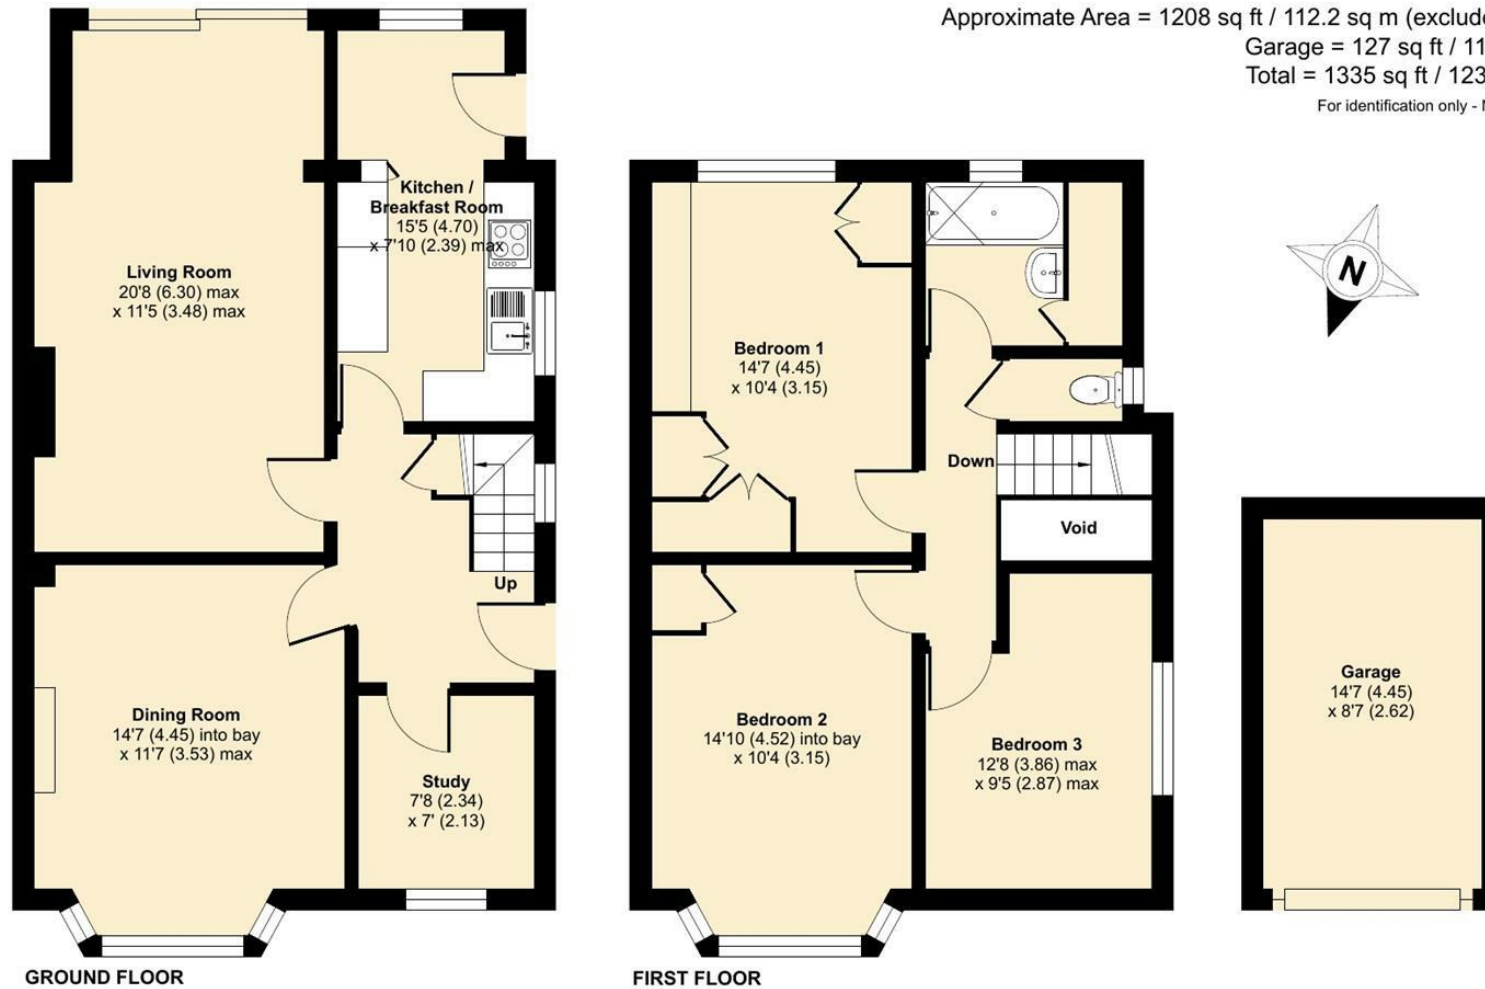 Approximate Area = 1208 sq ft / 112.2 sq m
Garage = 127 sq ft /
Total = 1335 sq ft /
For identification only -
Kitchen /
Breakfast Room
15'5 (4.70)
x 7'10 (2.39) max
Living Room
20'8 (6.30) max
x 11'5 (3.48) max
Up
Dining Room
14'7 (4.45) into bay
x 11'7 (3.53) max
Study
7'8 (2.34)
x 7' (2.13)
GROUND FLOOR
Bedroom 1
14'7 (4.45)
x 10'4 (3.15)
Down
Void
Bedroom 2
14'10 (4.52) into bay
x 10'4 (3.15)
Bedroom 3
12'8 (3.86) max
x 9'5 (2.87) max
FIRST FLOOR
N
Garage
14'7 (4.45)
x 8'7 (2.62)